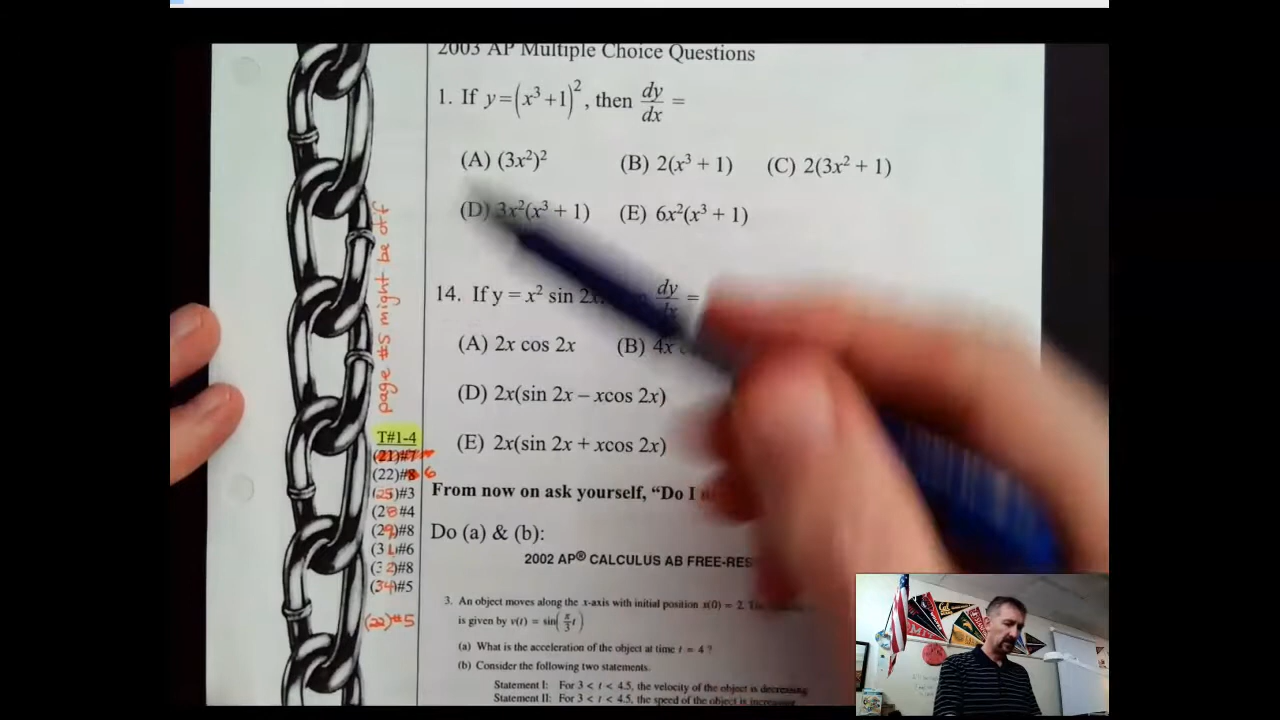 2003 AP Multiple Choice Questions
1. If y=(x³+1)², then dy/dx =
(A) (3x²)² (B) 2(x³ + 1) (C) 2(3x² + 1)
(D) 3x²(x³ + 1) (E) 6x²(x³ + 1)
14. If y = x² sin 2x, dy/dx =
(A) 2x cos 2x (B) 4x
(D) 2x(sin 2x – xcos 2x)
(E) 2x(sin 2x + xcos 2x)
From now on ask yourself, “Do I
Do (a) & (b):
2002 AP® CALCULUS AB
3. An object moves along the x-axis with initial position x(0) = 2.
is given by v(t) = sin(π/3 t)
(a) What is the acceleration of the object at time t = 4 ?
(b) Consider the following two statements.
Statement I: For 3 < t < 4.5, the velocity of the object is decreasing
Statement II: For 3 < t < 4.5, the speed of the object is increasing
page #5 might be off
T#1-4
(21)#7
(22)#8 6
(25)#3
(28#4
(29)#8
(31#6
(32)#8
(34)#5
(22)#5